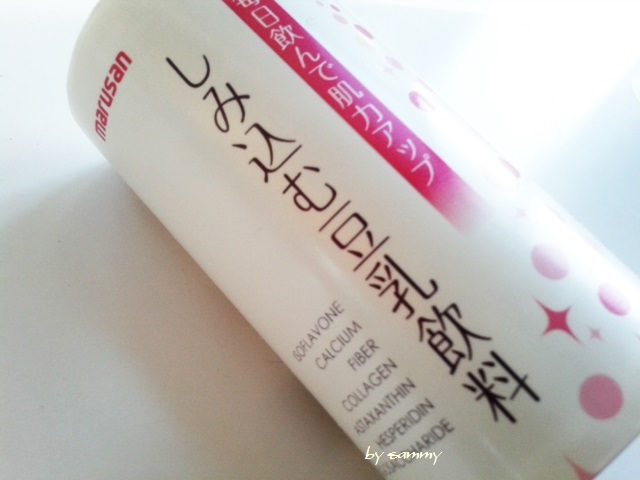 marusan
毎日飲んで肌力アップ
しみ込む豆乳飲料
ISOFLAVONE
CALCIUM
FIBER
COLLAGEN
ASTAXANTHIN
HESPERIDIN
by sammy